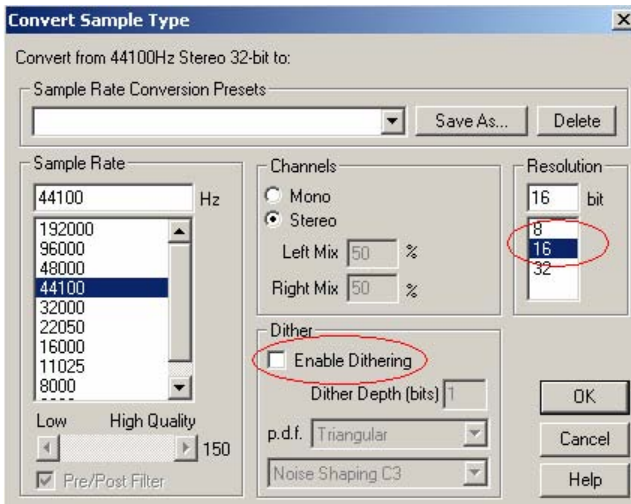 Convert Sample Type
Convert from 44100Hz Stereo 32-bit to:
Sample Rate Conversion Presets
Save As...
Delete
Sample Rate
44100 Hz
192000
96000
48000
44100
32000
22050
16000
11025
8000
Low High Quality
150
Pre/Post Filter
Channels
Mono
Stereo
Left Mix 50 %
Right Mix 50 %
Dither
Enable Dithering
Dither Depth (bits) 1
p.d.f. Triangular
Noise Shaping C3
Resolution
16 bit
8
16
32
OK
Cancel
Help